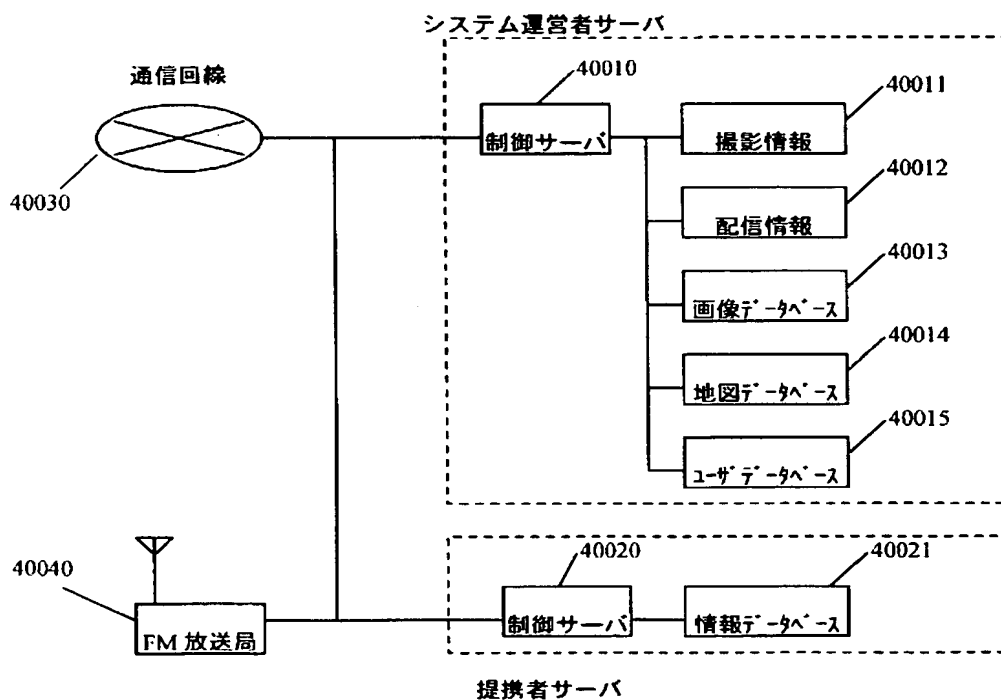 システム運営者サーバ
通信回線
40010
40011
制御サーバ
撮影情報
40030
40012
配信情報
40013
画像ﾃﾞｰﾀﾍﾞｰｽ
40014
地図ﾃﾞｰﾀﾍﾞｰｽ
40015
ﾕｰｻﾞﾃﾞｰﾀﾍﾞｰｽ
40040
40020
40021
FM 放送局
制御サーバ
情報ﾃﾞｰﾀﾍﾞｰｽ
提携者サーバ